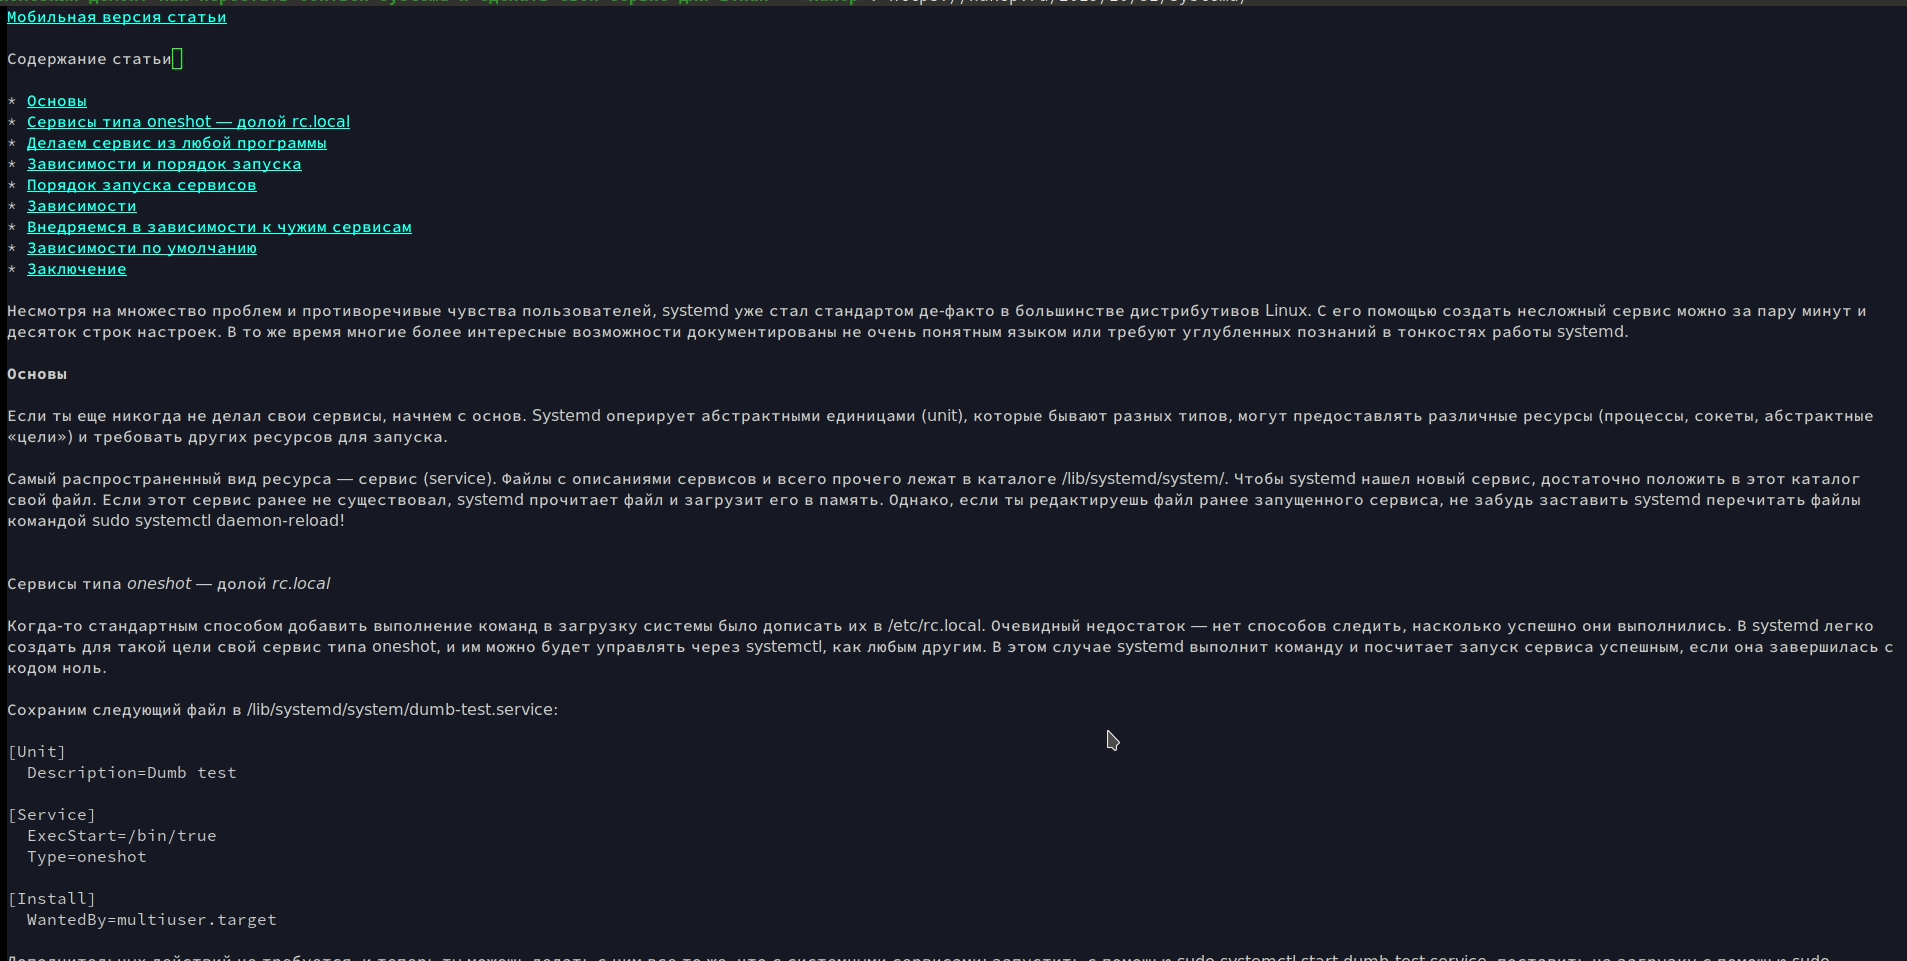 Мобильная версия статьи
Содержание статьи
* Основы
* Сервисы типа oneshot — долой rc.local
* Делаем сервис из любой программы
* Зависимости и порядок запуска
* Порядок запуска сервисов
* Зависимости
* Внедряемся в зависимости к чужим сервисам
* Зависимости по умолчанию
* Заключение
Несмотря на множество проблем и противоречивые чувства пользователей, systemd уже стал стандартом де-факто в большинстве дистрибутивов Linux. С его помощью создать несложный сервис можно за пару минут и
десяток строк настроек. В то же время многие более интересные возможности документированы не очень понятным языком или требуют углубленных познаний в тонкостях работы systemd.
Основы
Если ты еще никогда не делал свои сервисы, начнем с основ. Systemd оперирует абстрактными единицами (unit), которые бывают разных типов, могут предоставлять различные ресурсы (процессы, сокеты, абстрактные
«цели») и требовать других ресурсов для запуска.
Самый распространенный вид ресурса — сервис (service). Файлы с описаниями сервисов и всего прочего лежат в каталоге /lib/systemd/system/. Чтобы systemd нашел новый сервис, достаточно положить в этот каталог
свой файл. Если этот сервис ранее не существовал, systemd прочитает файл и загрузит его в память. Однако, если ты редактируешь файл ранее запущенного сервиса, не забудь заставить systemd перечитать файлы
командой sudo systemctl daemon-reload!
Сервисы типа oneshot — долой rc.local
Когда-то стандартным способом добавить выполнение команд в загрузку системы было дописать их в /etc/rc.local. Очевидный недостаток — нет способов следить, насколько успешно они выполнились. В systemd легко
создать для такой цели свой сервис типа oneshot, и им можно будет управлять через systemctl, как любым другим. В этом случае systemd выполнит команду и посчитает запуск сервиса успешным, если она завершилась с
кодом ноль.
Сохраним следующий файл в /lib/systemd/system/dumb-test.service:
[Unit]
Description=Dumb test
[Service]
ExecStart=/bin/true
Type=oneshot
[Install]
WantedBy=multiuser.target